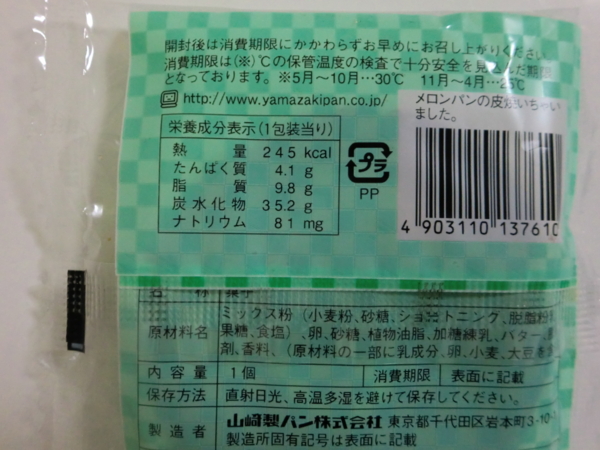 開封後は消費期限にかかわらずお早めにお召し上がりください
消費期限は(※)℃の保管温度の検査で十分安全を見込んだ期限
となっております。※5月〜10月…30℃ 11月〜4月…25℃
http://www.yamazakipan.co.jp/
メロンパンの皮焼いちゃい
ました。
栄養成分表示(1包装当り)
熱量 245 kcal
たんぱく質 4.1 g
脂質 9.8 g
炭水化物 35.2 g
ナトリウム 81 mg
プラ
PP
4 903110 137610
名称
ミックス粉(小麦粉、砂糖、ショートニング、脱脂粉
原材料名 果糖、食塩)、卵、砂糖、植物油脂、加糖練乳、バター、
剤、香料、(原材料の一部に乳成分、卵、小麦、大豆を
内容量 1個 消費期限 表面に記載
保存方法 直射日光、高温多湿を避けて保存してください。
製造者 山崎製パン株式会社 東京都千代田区岩本町3-10-
製造所固有記号は表面に記載